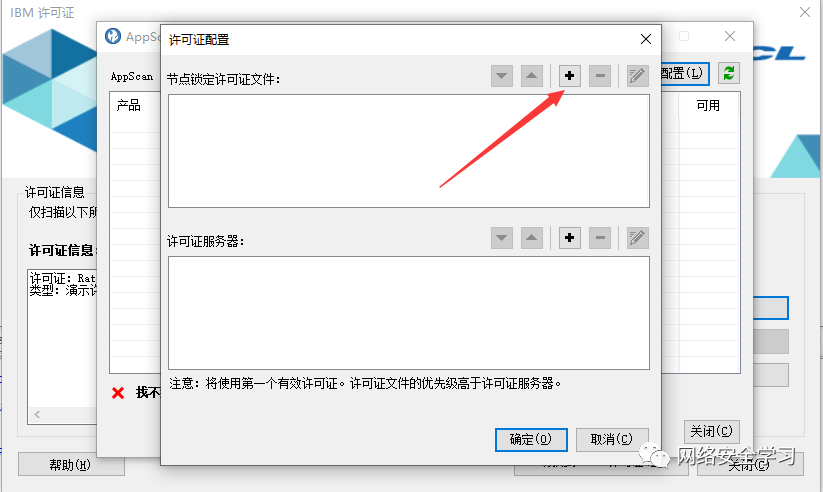 IBM 许可证
AppSc
许可证配置
CL
AppScan
节点锁定许可证文件:
配置(L)
产品
可用
许可证信息
仅扫描以下所
许可证信息:
许可证服务器:
许可证: Rat
类型: 演示许
注意: 将使用第一个有效许可证。许可证文件的优先级高于许可证服务器。
找不
确定(O)
取消(C)
关闭(C)
帮助(H)
关闭(C)
网络安全学习